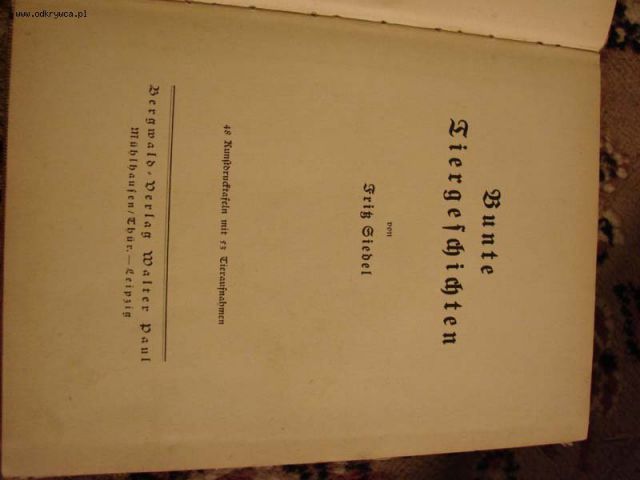 www.odkrywca.pl
Bunte
Tiergeschichten
von
Fritz Siedel
48 Kunstdrucktafeln mit 53 Tieraufnahmen
Bergwald-Verlag Walter Paul
Mühlhausen/Thür.—Leipzig